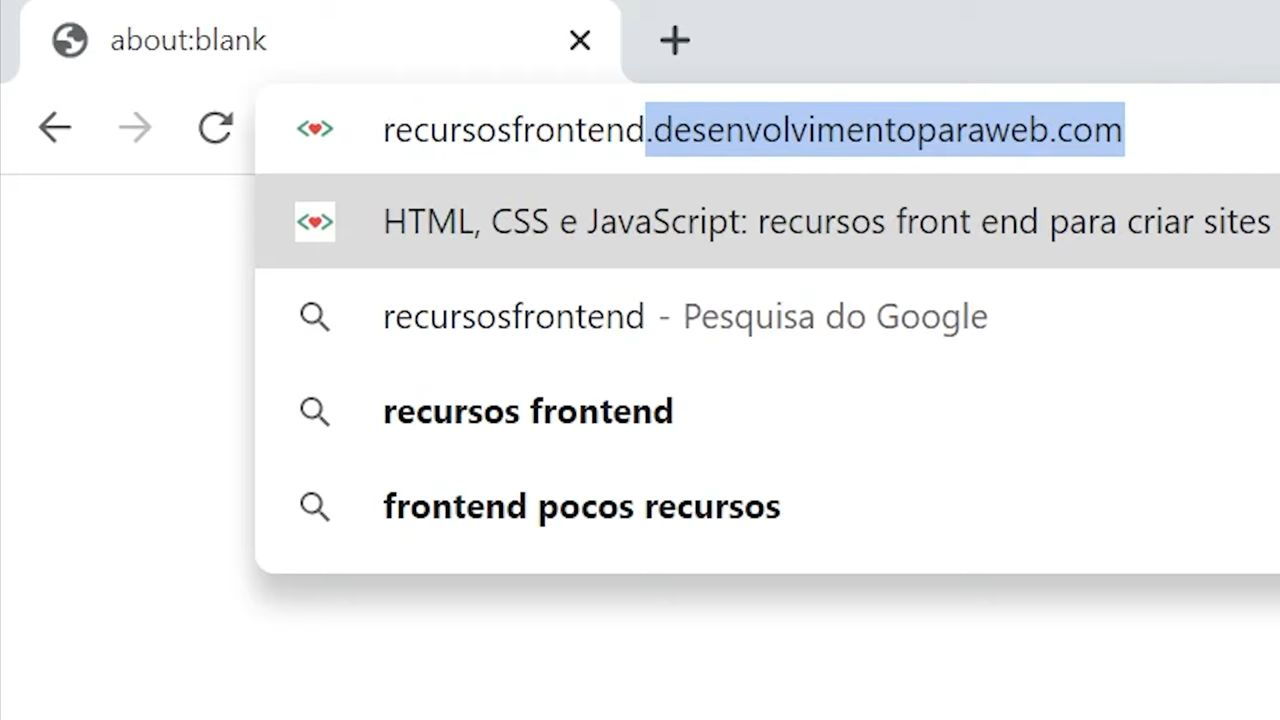 about:blank
recursosfrontend.desenvolvimentoparaweb.com
HTML, CSS e JavaScript: recursos front end para criar sites
recursosfrontend - Pesquisa do Google
recursos frontend
frontend pocos recursos